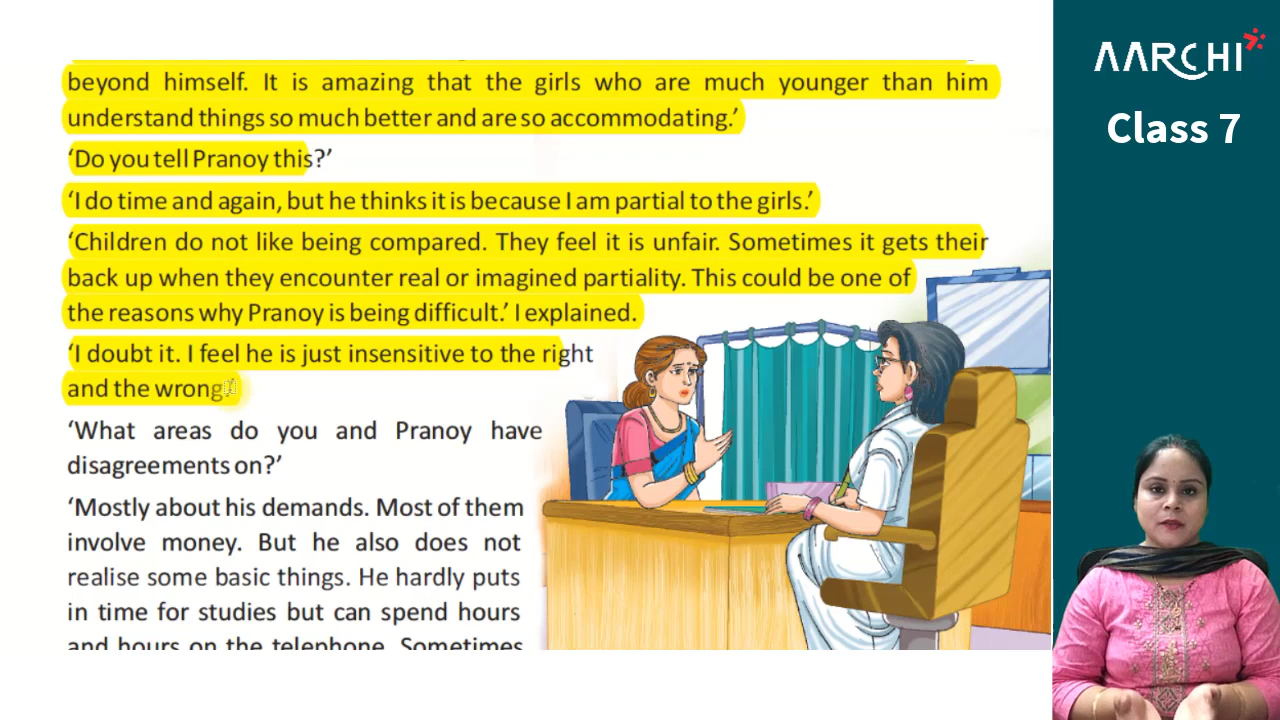 beyond himself. It is amazing that the girls who are much younger than him
understand things so much better and are so accommodating.’
‘Do you tell Pranoy this?’
‘I do time and again, but he thinks it is because I am partial to the girls.’
‘Children do not like being compared. They feel it is unfair. Sometimes it gets their
back up when they encounter real or imagined partiality. This could be one of
the reasons why Pranoy is being difficult.’ I explained.
‘I doubt it. I feel he is just insensitive to the right
and the wrong.’
‘What areas do you and Pranoy have
disagreements on?’
‘Mostly about his demands. Most of them
involve money. But he also does not
realise some basic things. He hardly puts
in time for studies but can spend hours
and hours on the telephone. Sometimes
AARCHI
Class 7